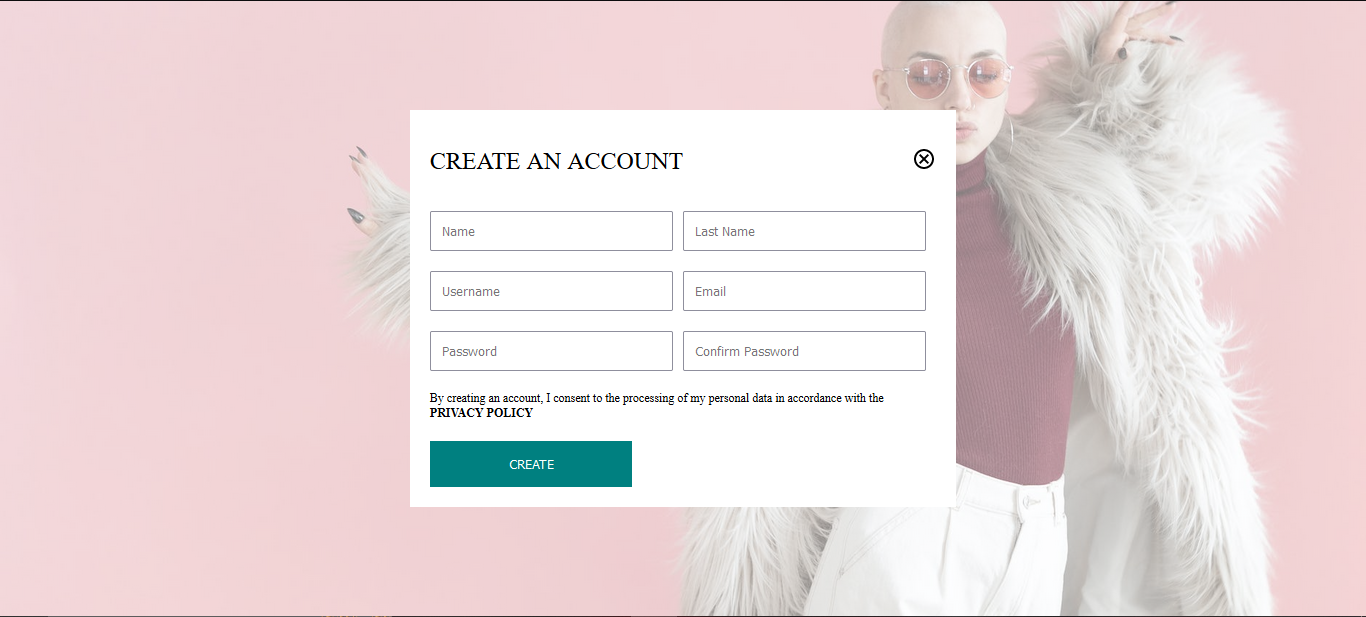 CREATE AN ACCOUNT
Name
Last Name
Username
Email
Password
Confirm Password
By creating an account, I consent to the processing of my personal data in accordance with the
PRIVACY POLICY
CREATE